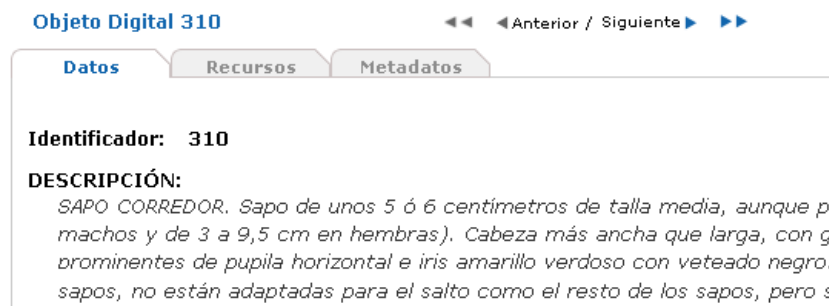 Objeto Digital 310
Anterior / Siguiente
Datos Recursos Metadatos
Identificador: 310
DESCRIPCIÓN:
SAPO CORREDOR. Sapo de unos 5 ó 6 centímetros de talla media, aunque p
machos y de 3 a 9,5 cm en hembras). Cabeza más ancha que larga, con g
prominentes de pupila horizontal e iris amarillo verdoso con veteado negro
sapos, no están adaptadas para el salto como el resto de los sapos, pero s